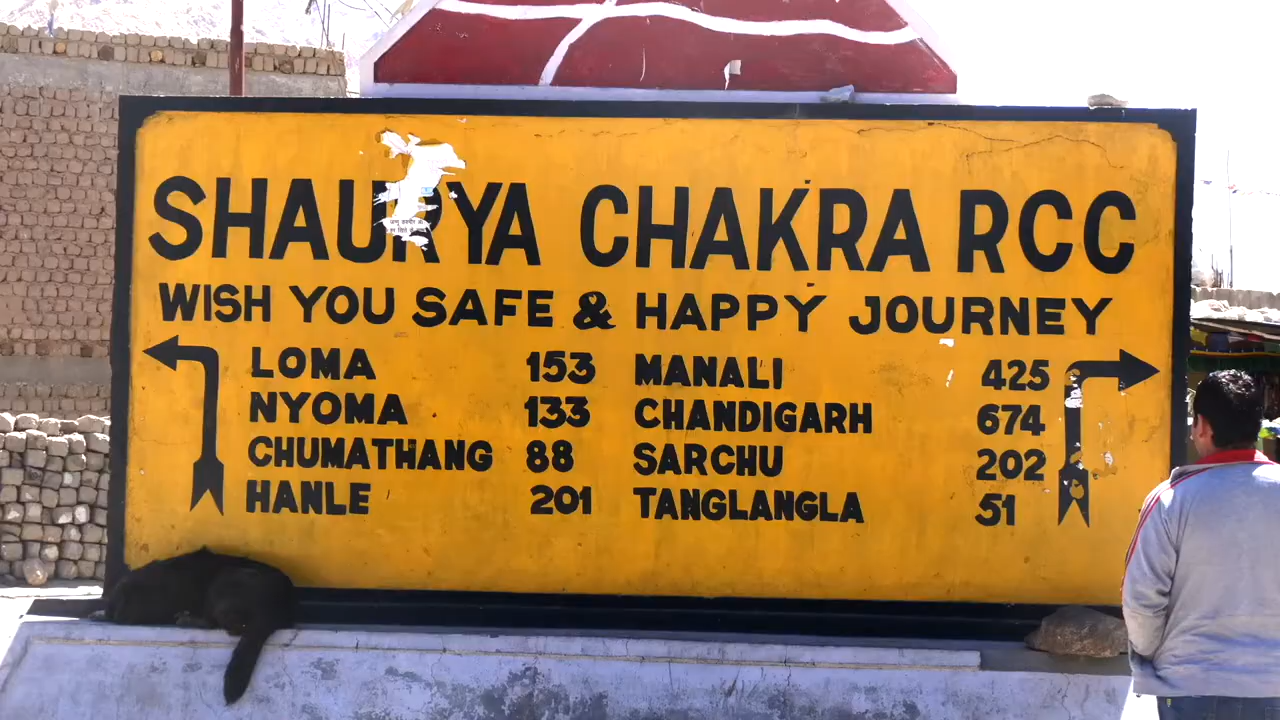 SHAURYA CHAKRA RCC
WISH YOU SAFE & HAPPY JOURNEY
LOMA 153 MANALI 425
NYOMA 133 CHANDIGARH 674
CHUMATHANG 88 SARCHU 202
HANLE 201 TANGLANGLA 51